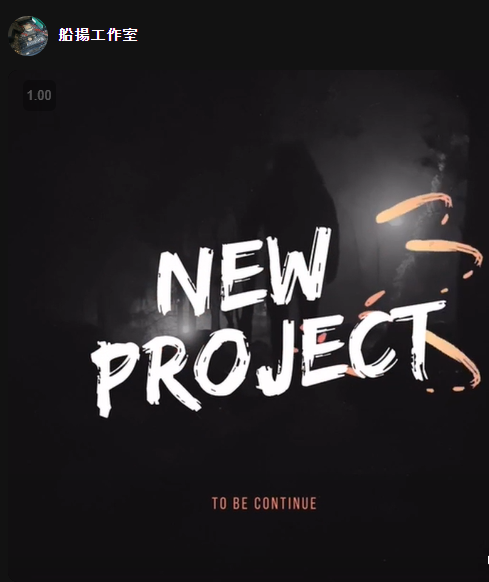 船揚工作室
1.00
NEW
PROJECT
TO BE CONTINUE